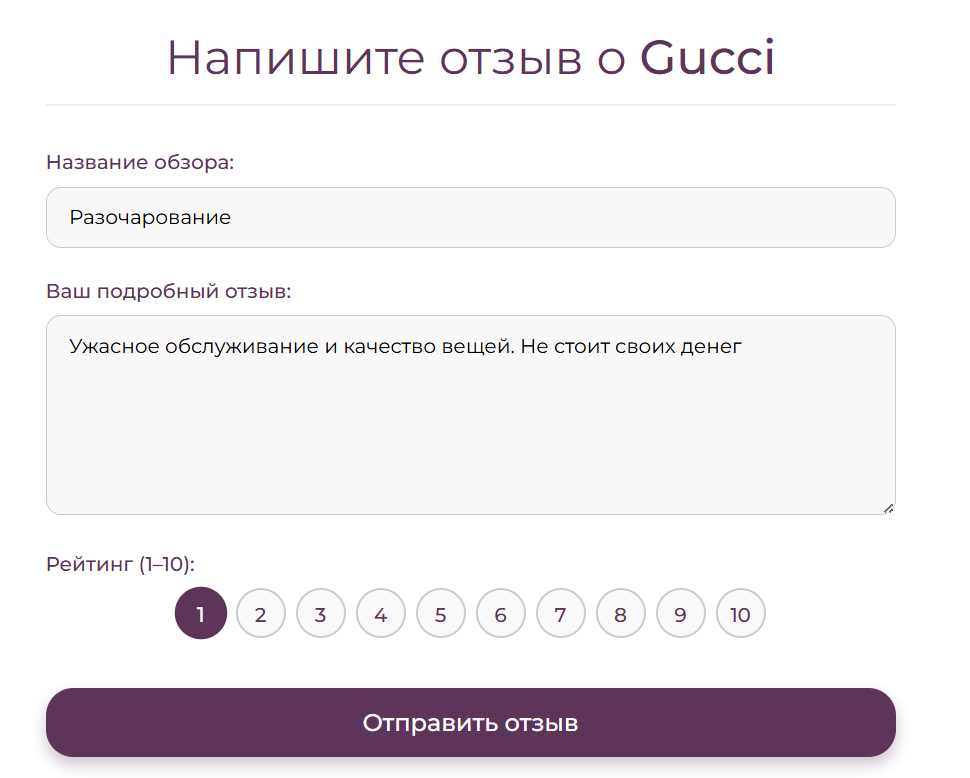 Напишите отзыв о Gucci
Название обзора:
Разочарование
Ваш подробный отзыв:
Ужасное обслуживание и качество вещей. Не стоит своих денег
Рейтинг (1–10):
1 2 3 4 5 6 7 8 9 10
Отправить отзыв